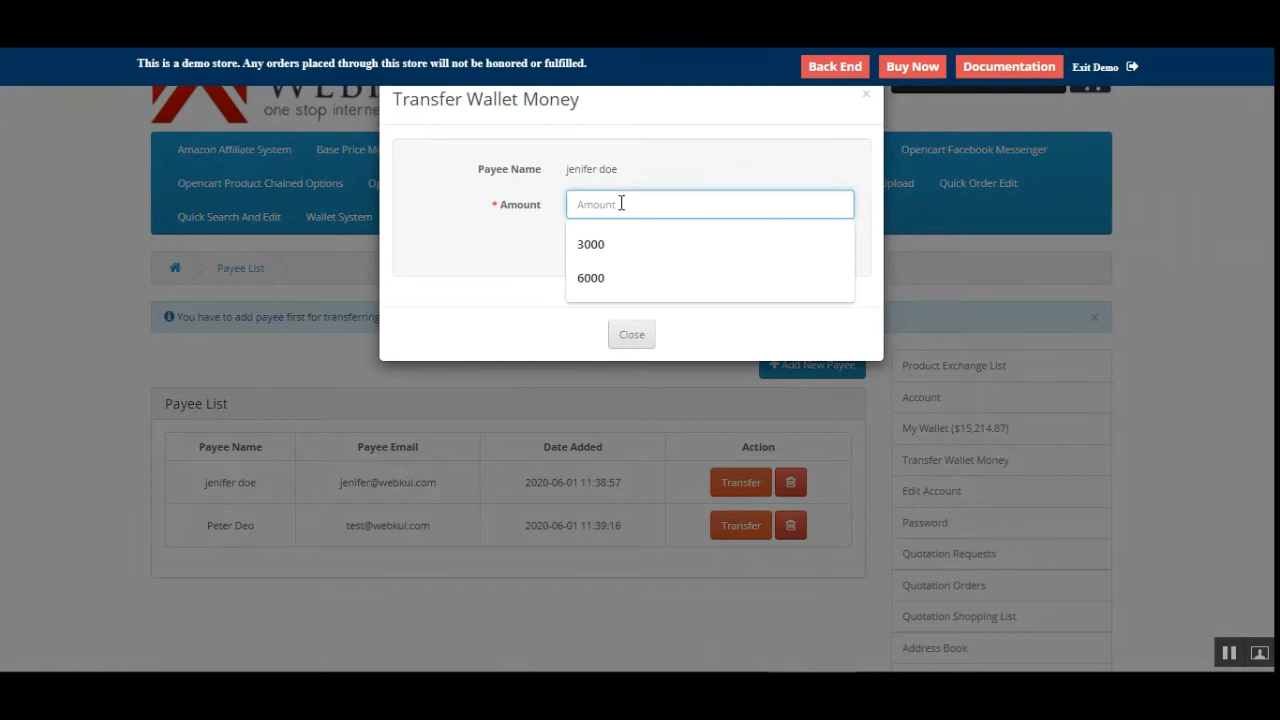 This is a demo store. Any orders placed through this store will not be honored or fulfilled.
Back End
Buy Now
Documentation
Exit Demo
one stop interne
Transfer Wallet Money
×
Payee Name
jenifer doe
* Amount
Amount
3000
6000
Close
Amazon Affiliate System
Opencart Facebook Messenger
Opencart Product Chained Options
Quick Order Edit
Quick Search And Edit
Wallet System
Payee List
You have to add payee first for transferring
×
Add New Payee
Payee List
Payee Name
Payee Email
Date Added
Action
jenifer doe
jenifer@webkul.com
2020-06-01 11:38:57
Transfer
Peter Deo
test@webkul.com
2020-06-01 11:39:16
Transfer
Product Exchange List
Account
My Wallet ($15,214.87)
Transfer Wallet Money
Edit Account
Password
Quotation Requests
Quotation Orders
Quotation Shopping List
Address Book